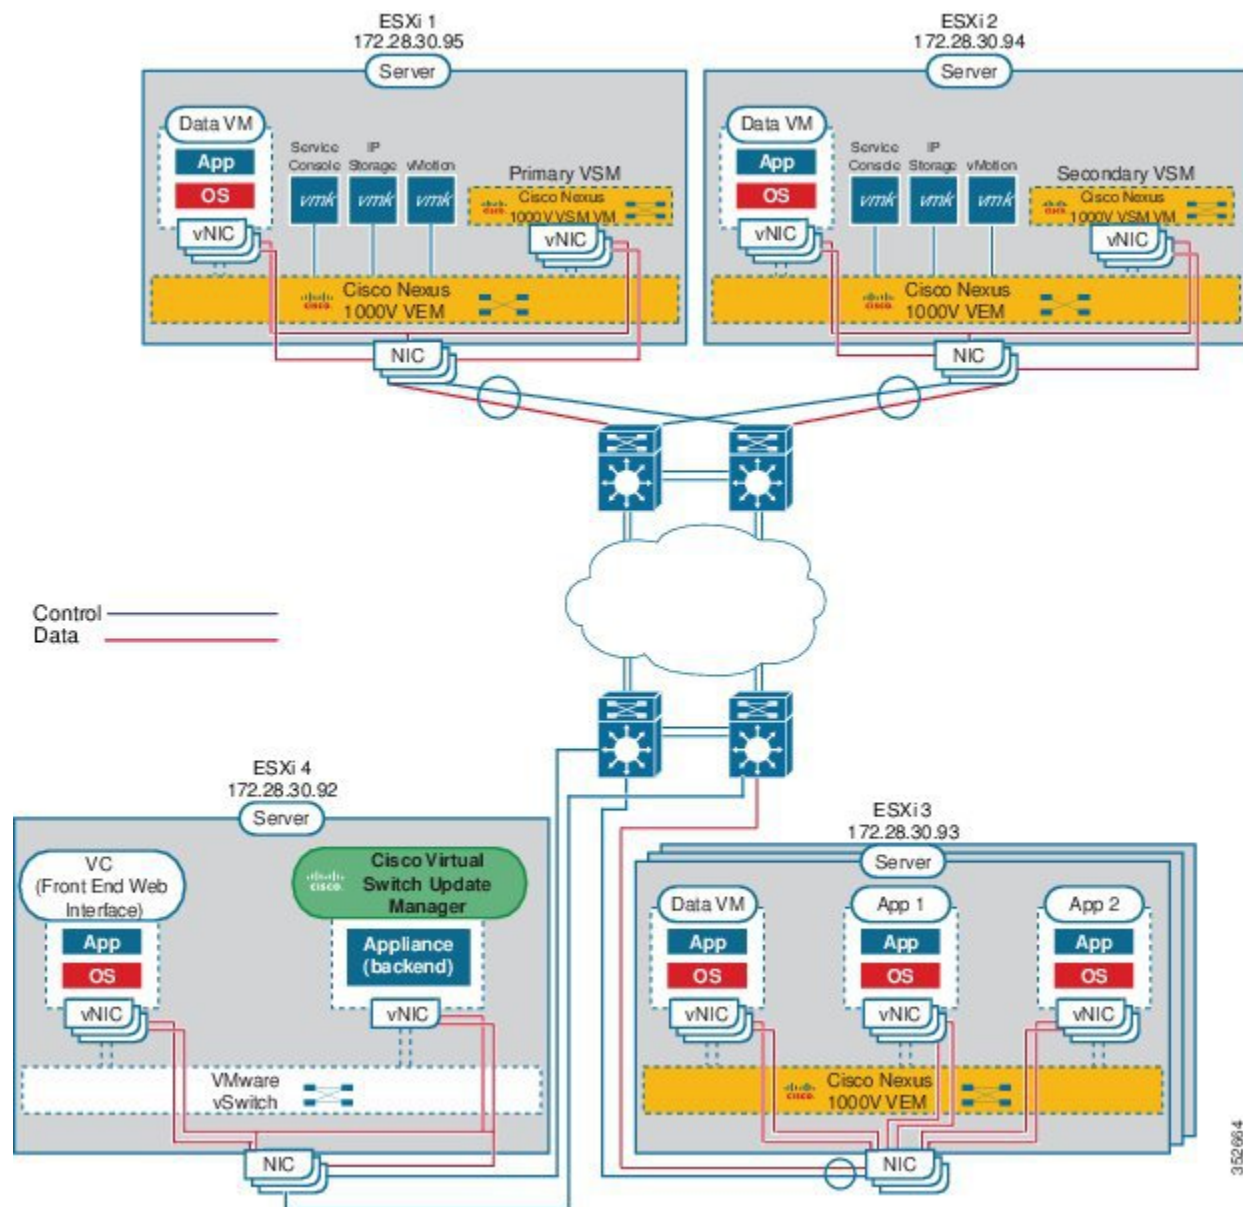 ESXi 1
172.28.30.95
Server
Data VM
App
OS
vNIC
Service
Console
vmk
IP
Storage
vmk
vMotion
vmk
Primary VSM
CISCO
Cisco Nexus
1000V VSM VM
vNIC
CISCO
Cisco Nexus
1000V VEM
NIC
ESXi 2
172.28.30.94
Server
Data VM
App
OS
vNIC
Service
Console
vmk
IP
Storage
vmk
vMotion
vmk
Secondary VSM
CISCO
Cisco Nexus
1000V VSM VM
vNIC
CISCO
Cisco Nexus
1000V VEM
NIC
Control
Data
ESXi 4
172.28.30.92
Server
VC
(Front End Web
Interface)
App
OS
vNIC
CISCO
Cisco Virtual
Switch Update
Manager
Appliance
(backend)
vNIC
VMware
vSwitch
NIC
ESXi 3
172.28.30.93
Server
Data VM
App
OS
vNIC
App 1
App
OS
vNIC
App 2
App
OS
vNIC
CISCO
Cisco Nexus
1000V VEM
NIC
352664